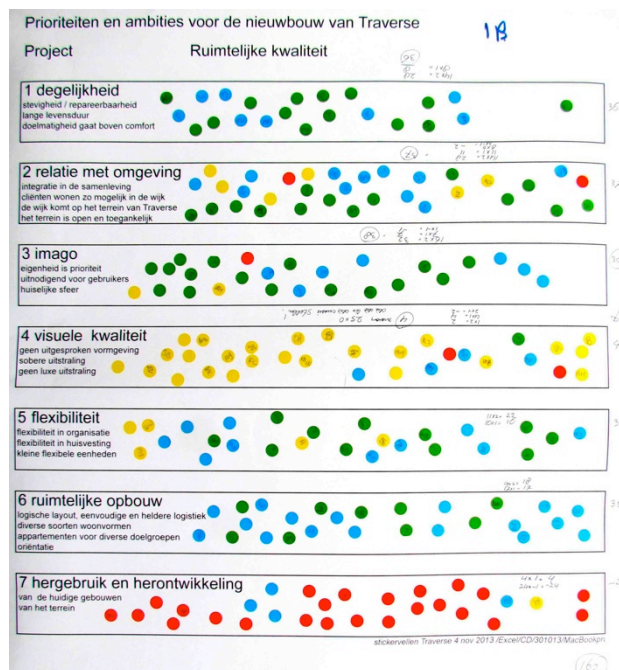 Prioriteiten en ambities voor de nieuwbouw van Traverse
1B
Project Ruimtelijke kwaliteit
1 degelijkheid
stevigheid / repareerbaarheid
lange levensduur
doelmatigheid gaat boven comfort
2 relatie met omgeving
integratie in de samenleving
cliënten wonen zo mogelijk in de wijk
de wijk komt op het terrein van Traverse
het terrein is open en toegankelijk
3 imago
eigenheid is prioriteit
uitnodigend voor gebruikers
huiselijke sfeer
4 visuele kwaliteit
geen uitgesproken vormgeving
sobere uitstraling
geen luxe uitstraling
5 flexibiliteit
flexibiliteit in organisatie
flexibiliteit in huisvesting
kleine flexibele eenheden
6 ruimtelijke opbouw
logische layout, eenvoudige en heldere logistiek
diverse soorten woonvormen
appartementen voor diverse doelgroepen
oriëntatie
7 hergebruik en herontwikkeling
van de huidige gebouwen
van het terrein
stickervellen Traverse 4 nov 2013 /Excel/CD/301013/MacBookpro